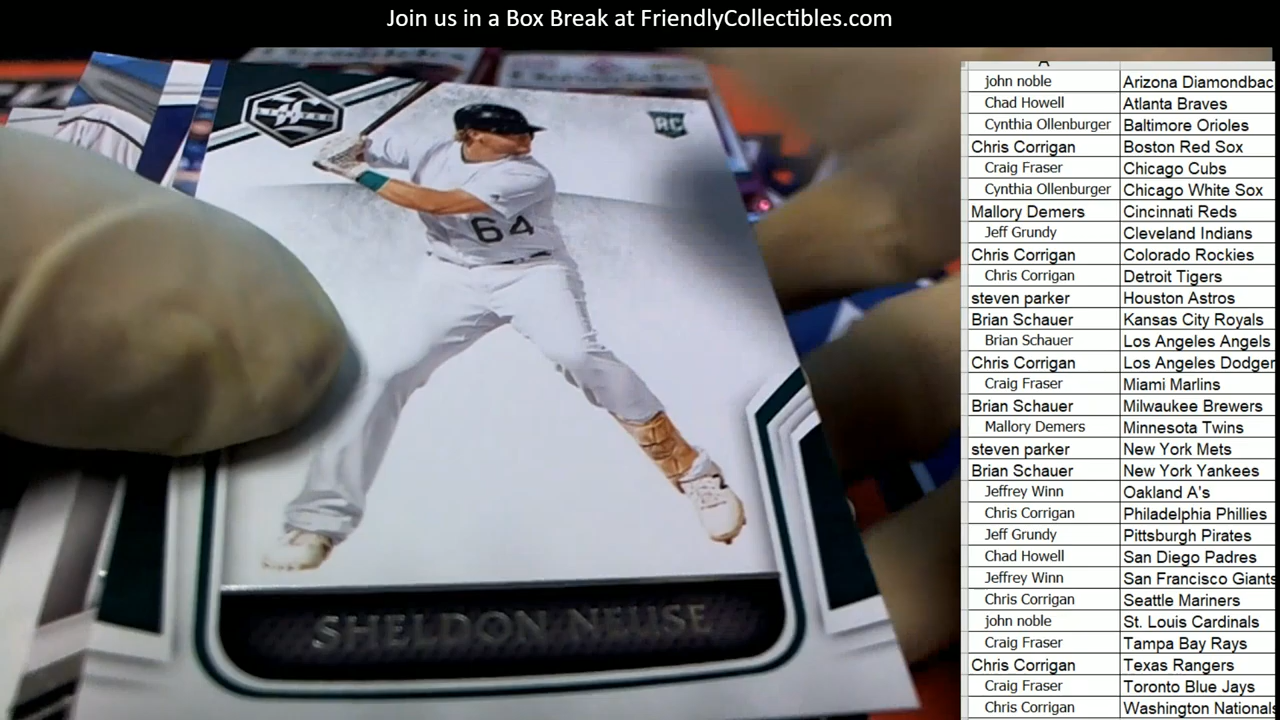 Join us in a Box Break at FriendlyCollectibles.com
A
LIMITED
RC
64
SHELDON NEUSE
john noble Arizona Diamondbac
Chad Howell Atlanta Braves
Cynthia Ollenburger Baltimore Orioles
Chris Corrigan Boston Red Sox
Craig Fraser Chicago Cubs
Cynthia Ollenburger Chicago White Sox
Mallory Demers Cincinnati Reds
Jeff Grundy Cleveland Indians
Chris Corrigan Colorado Rockies
Chris Corrigan Detroit Tigers
steven parker Houston Astros
Brian Schauer Kansas City Royals
Brian Schauer Los Angeles Angels
Chris Corrigan Los Angeles Dodger
Craig Fraser Miami Marlins
Brian Schauer Milwaukee Brewers
Mallory Demers Minnesota Twins
steven parker New York Mets
Brian Schauer New York Yankees
Jeffrey Winn Oakland A's
Chris Corrigan Philadelphia Phillies
Jeff Grundy Pittsburgh Pirates
Chad Howell San Diego Padres
Jeffrey Winn San Francisco Giants
Chris Corrigan Seattle Mariners
john noble St. Louis Cardinals
Craig Fraser Tampa Bay Rays
Chris Corrigan Texas Rangers
Craig Fraser Toronto Blue Jays
Chris Corrigan Washington Nationals